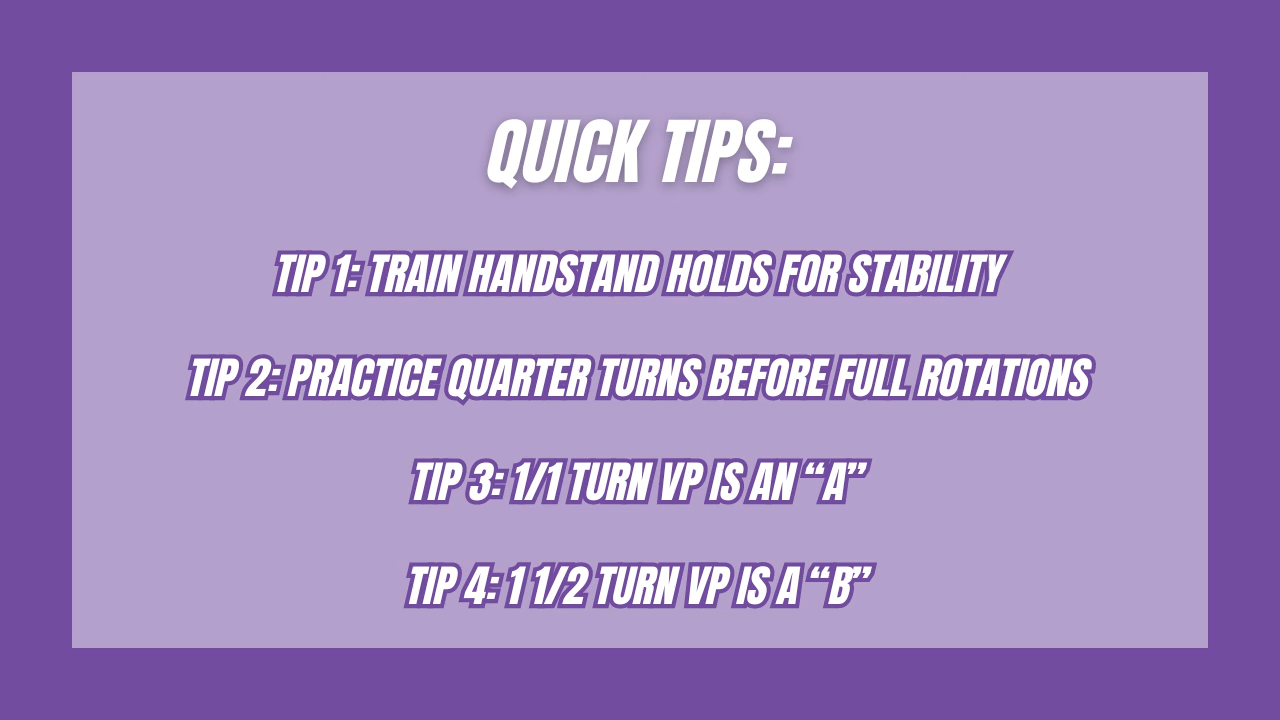 QUICK TIPS:
TIP 1: TRAIN HANDSTAND HOLDS FOR STABILITY
TIP 2: PRACTICE QUARTER TURNS BEFORE FULL ROTATIONS
TIP 3: 1/1 TURN VP IS AN “A”
TIP 4: 1 1/2 TURN VP IS A “B”